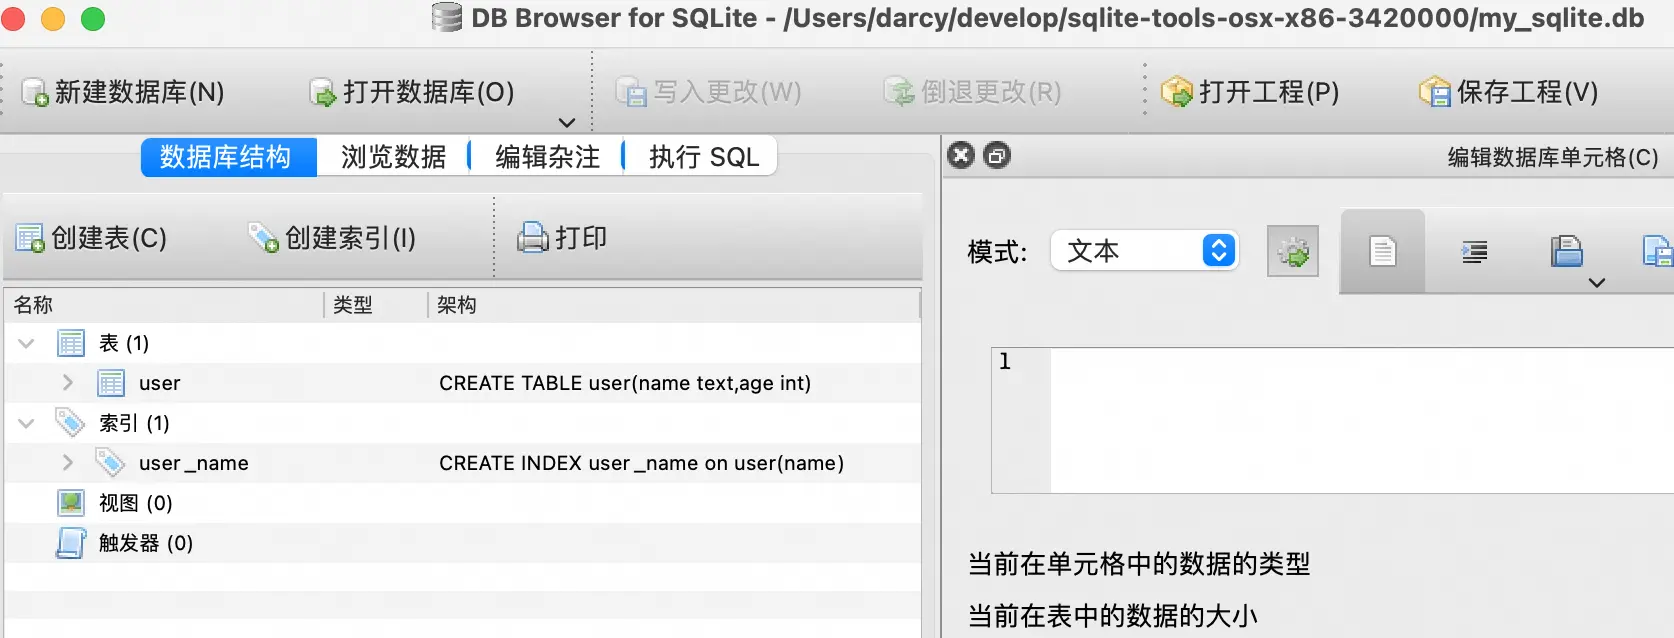 DB Browser for SQLite - /Users/darcy/develop/sqlite-tools-osx-x86-3420000/my_sqlite.db
新建数据库(N) 打开数据库(O) 写入更改(W) 倒退更改(R) 打开工程(P) 保存工程(V)
数据库结构 浏览数据 编辑杂注 执行 SQL
编辑数据库单元格(C)
创建表(C) 创建索引(I) 打印
模式: 文本
名称 类型 架构
表 (1)
user CREATE TABLE user(name text,age int)
索引 (1)
user_name CREATE INDEX user_name on user(name)
视图 (0)
触发器 (0)
1
当前在单元格中的数据的类型
当前在表中的数据的大小